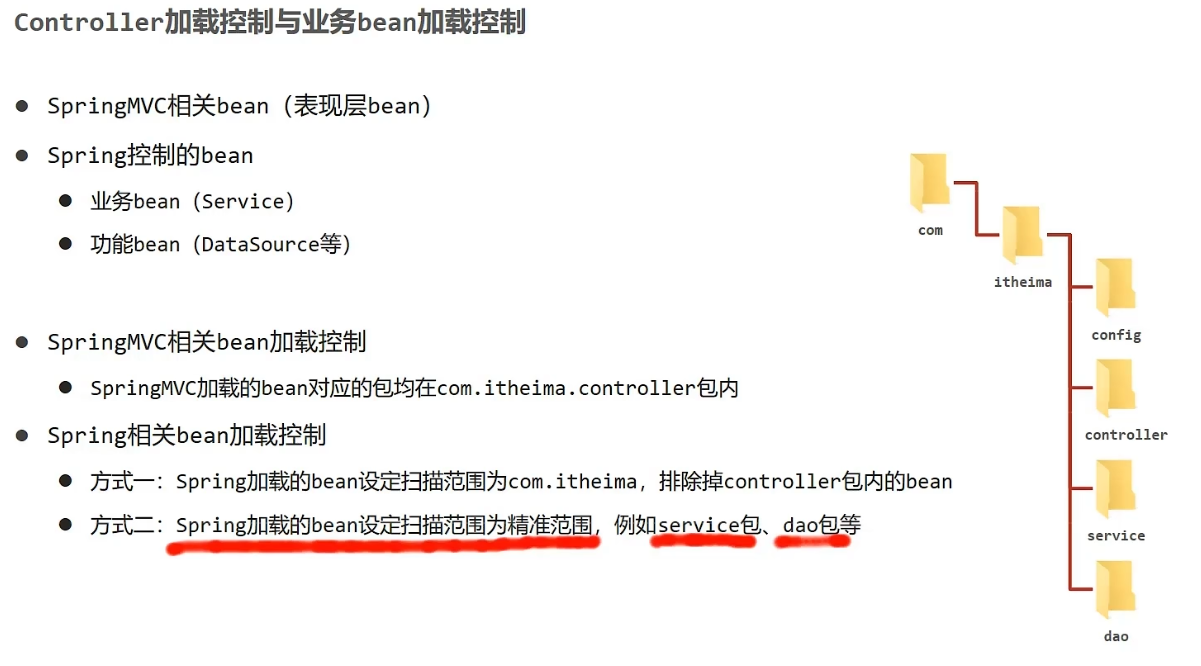 Controller加载控制与业务bean加载控制
SpringMVC相关bean（表现层bean）
Spring控制的bean
业务bean（Service）
功能bean（DataSource等）
SpringMVC相关bean加载控制
SpringMVC加载的bean对应的包均在com.itheima.controller包内
Spring相关bean加载控制
方式一：Spring加载的bean设定扫描范围为com.itheima，排除掉controller包内的bean
方式二：Spring加载的bean设定扫描范围为精准范围，例如service包、dao包等
com
itheima
config
controller
service
dao